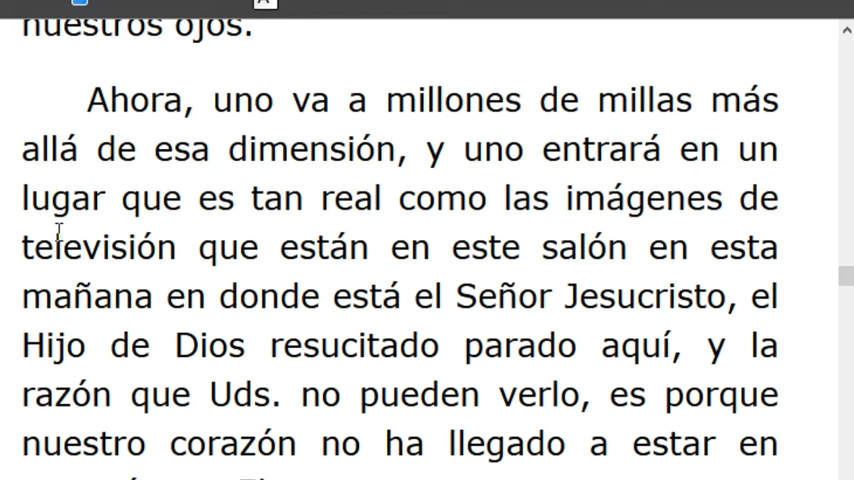 nuestros ojos.
Ahora, uno va a millones de millas más
allá de esa dimensión, y uno entrará en un
lugar que es tan real como las imágenes de
televisión que están en este salón en esta
mañana en donde está el Señor Jesucristo, el
Hijo de Dios resucitado parado aquí, y la
razón que Uds. no pueden verlo, es porque
nuestro corazón no ha llegado a estar en